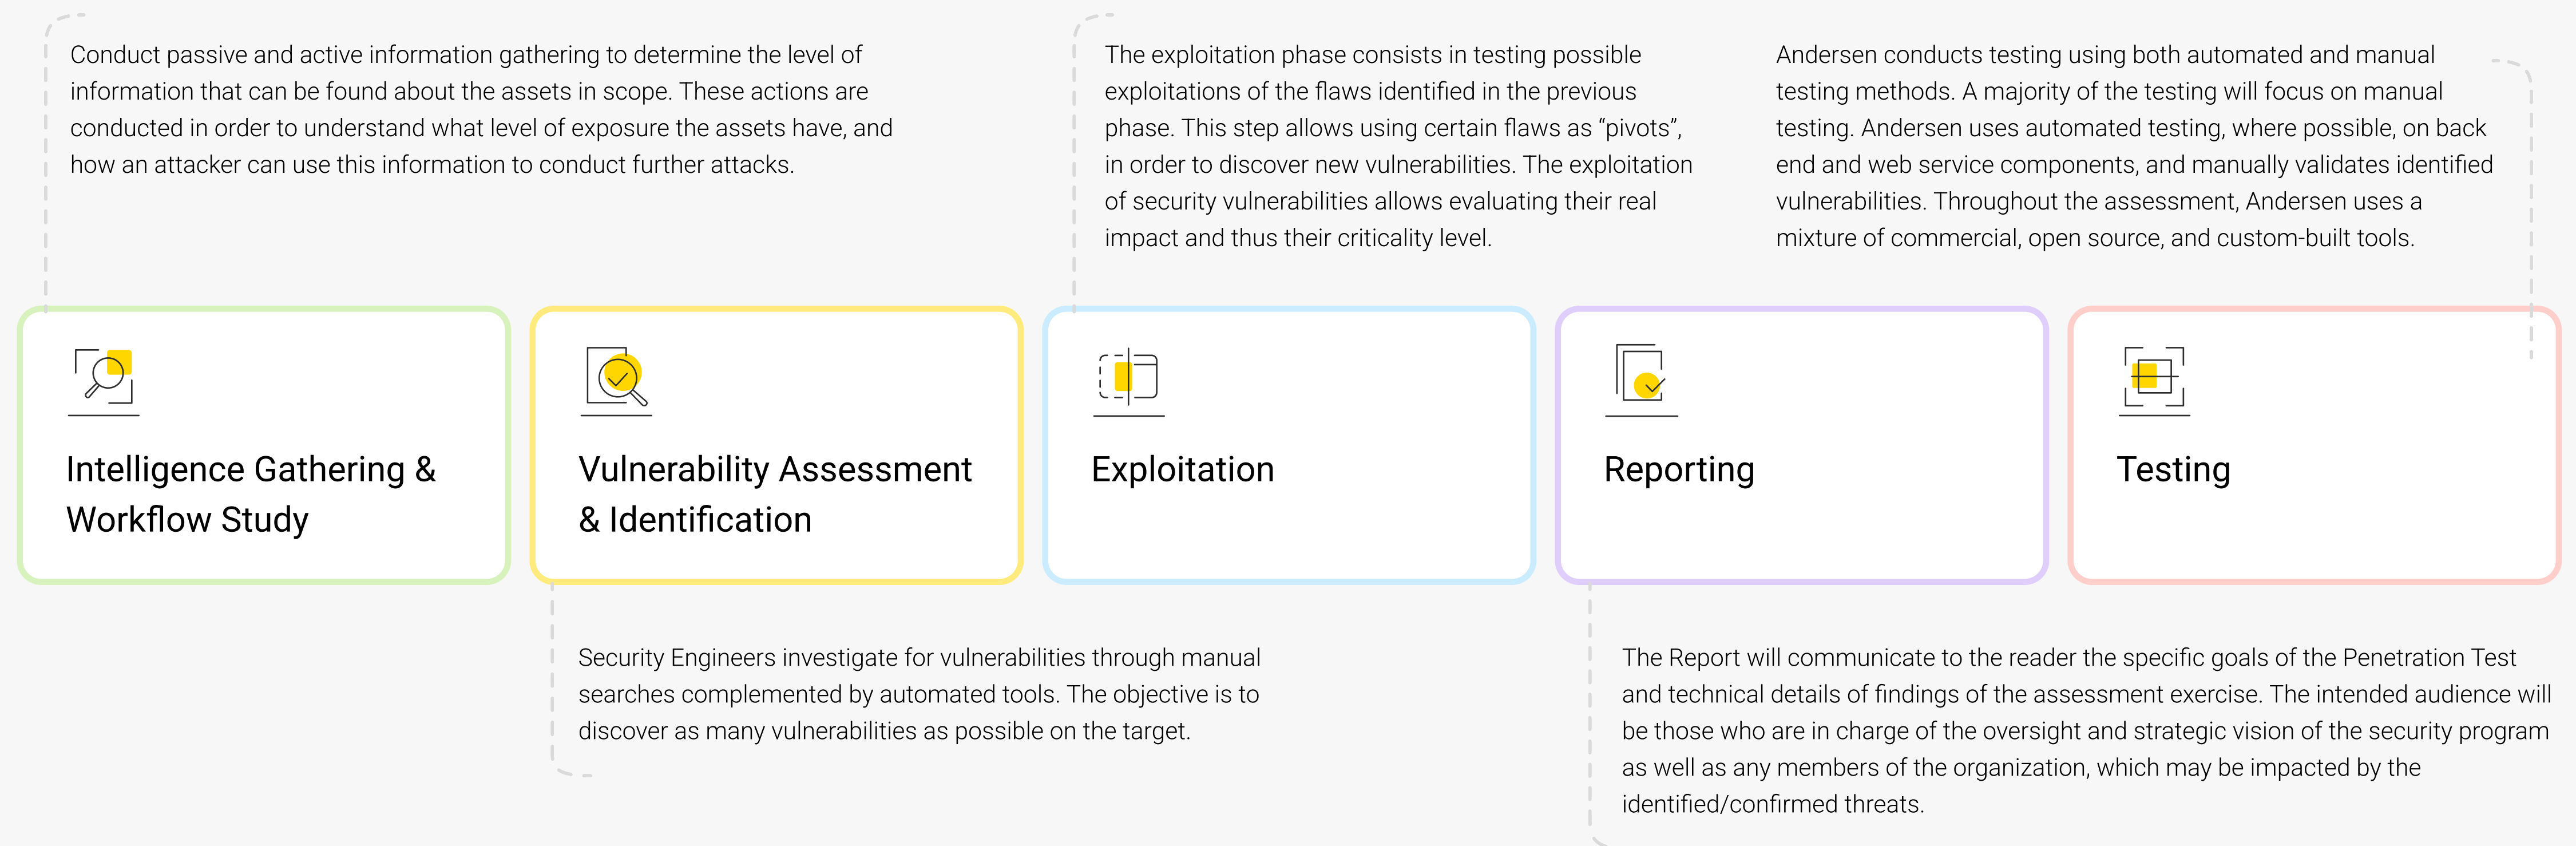 Conduct passive and active information gathering to determine the level of
information that can be found about the assets in scope. These actions are
conducted in order to understand what level of exposure the assets have, and
how an attacker can use this information to conduct further attacks.
The exploitation phase consists in testing possible
exploitations of the flaws identified in the previous
phase. This step allows using certain flaws as “pivots”,
in order to discover new vulnerabilities. The exploitation
of security vulnerabilities allows evaluating their real
impact and thus their criticality level.
Andersen conducts testing using both automated and manual
testing methods. A majority of the testing will focus on manual
testing. Andersen uses automated testing, where possible, on back
end and web service components, and manually validates identified
vulnerabilities. Throughout the assessment, Andersen uses a
mixture of commercial, open source, and custom-built tools.
Intelligence Gathering &
Workflow Study
Vulnerability Assessment
& Identification
Exploitation
Reporting
Testing
Security Engineers investigate for vulnerabilities through manual
searches complemented by automated tools. The objective is to
discover as many vulnerabilities as possible on the target.
The Report will communicate to the reader the specific goals of the Penetration Test
and technical details of findings of the assessment exercise. The intended audience will
be those who are in charge of the oversight and strategic vision of the security program
as well as any members of the organization, which may be impacted by the
identified/confirmed threats.